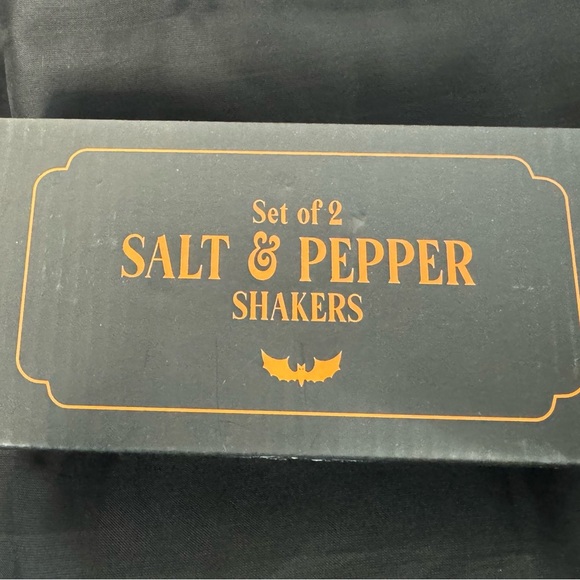 Set of 2
SALT & PEPPER
SHAKERS